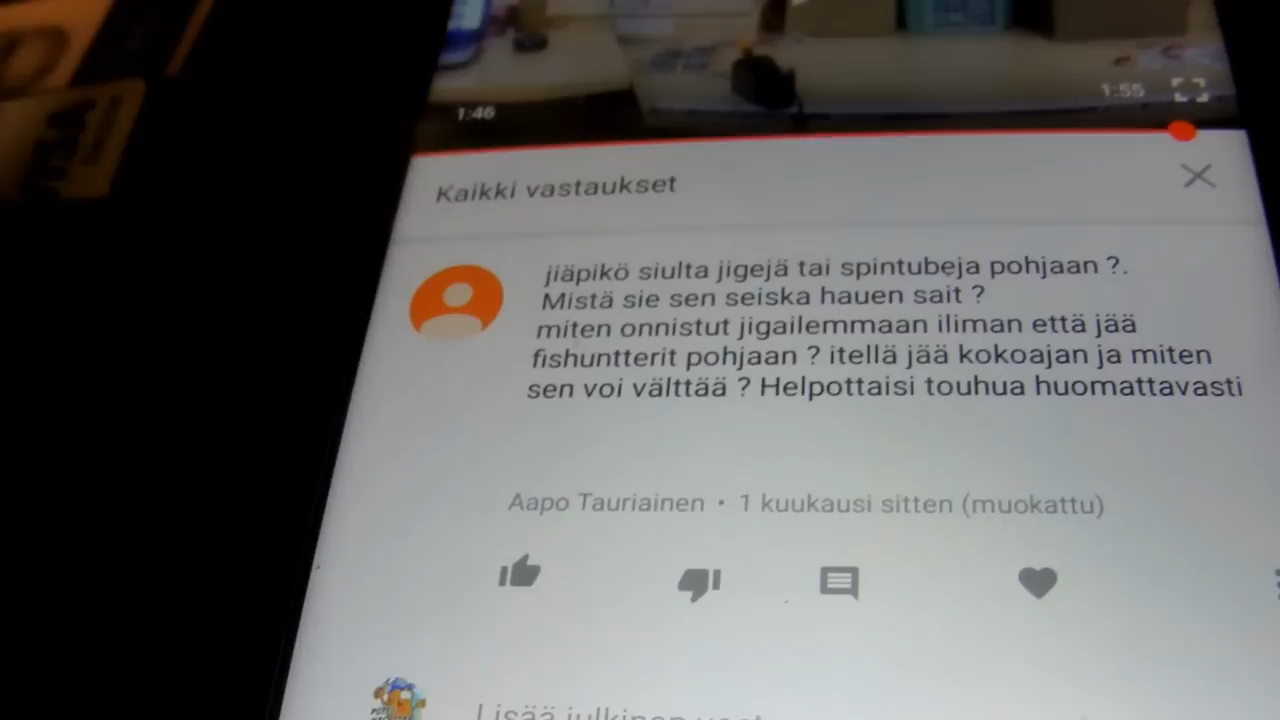 1:46
1:55
Kaikki vastaukset
jiäpikö siulta jigejä tai spintubeja pohjaan ?.
Mistä sie sen seiska hauen sait ?
miten onnistut jigailemmaan iliman että jää
fishuntterit pohjaan ? itellä jää kokoajan ja miten
sen voi välttää ? Helpottaisi touhua huomattavasti
Aapo Tauriainen • 1 kuukausi sitten (muokattu)
Lisää julkinen